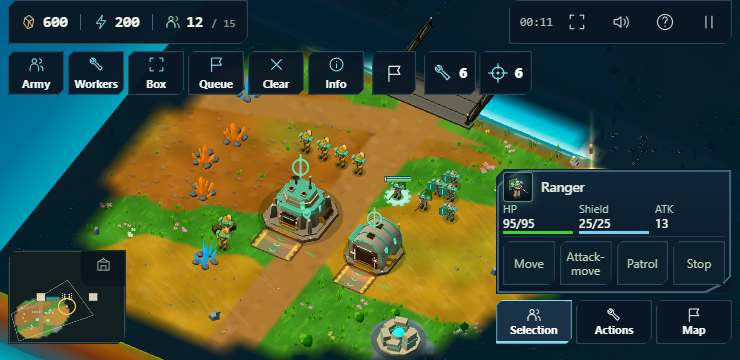 600 200 12 / 15
00:11
Army Workers Box Queue Clear Info 6 6
Ranger
HP Shield ATK
95/95 25/25 13
Move Attack-move Patrol Stop
Selection Actions Map